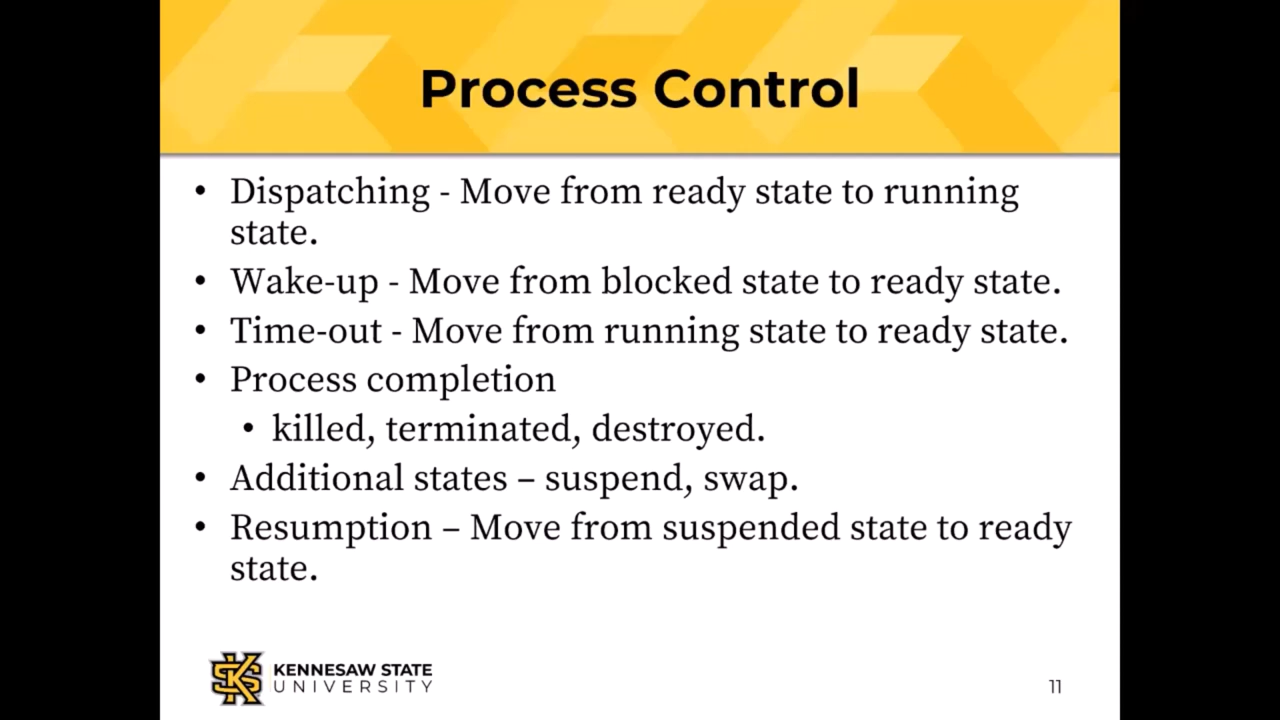 Process Control
• Dispatching - Move from ready state to running
state.
• Wake-up - Move from blocked state to ready state.
• Time-out - Move from running state to ready state.
• Process completion
• killed, terminated, destroyed.
• Additional states – suspend, swap.
• Resumption – Move from suspended state to ready
state.
KS
KENNESAW STATE
UNIVERSITY
11